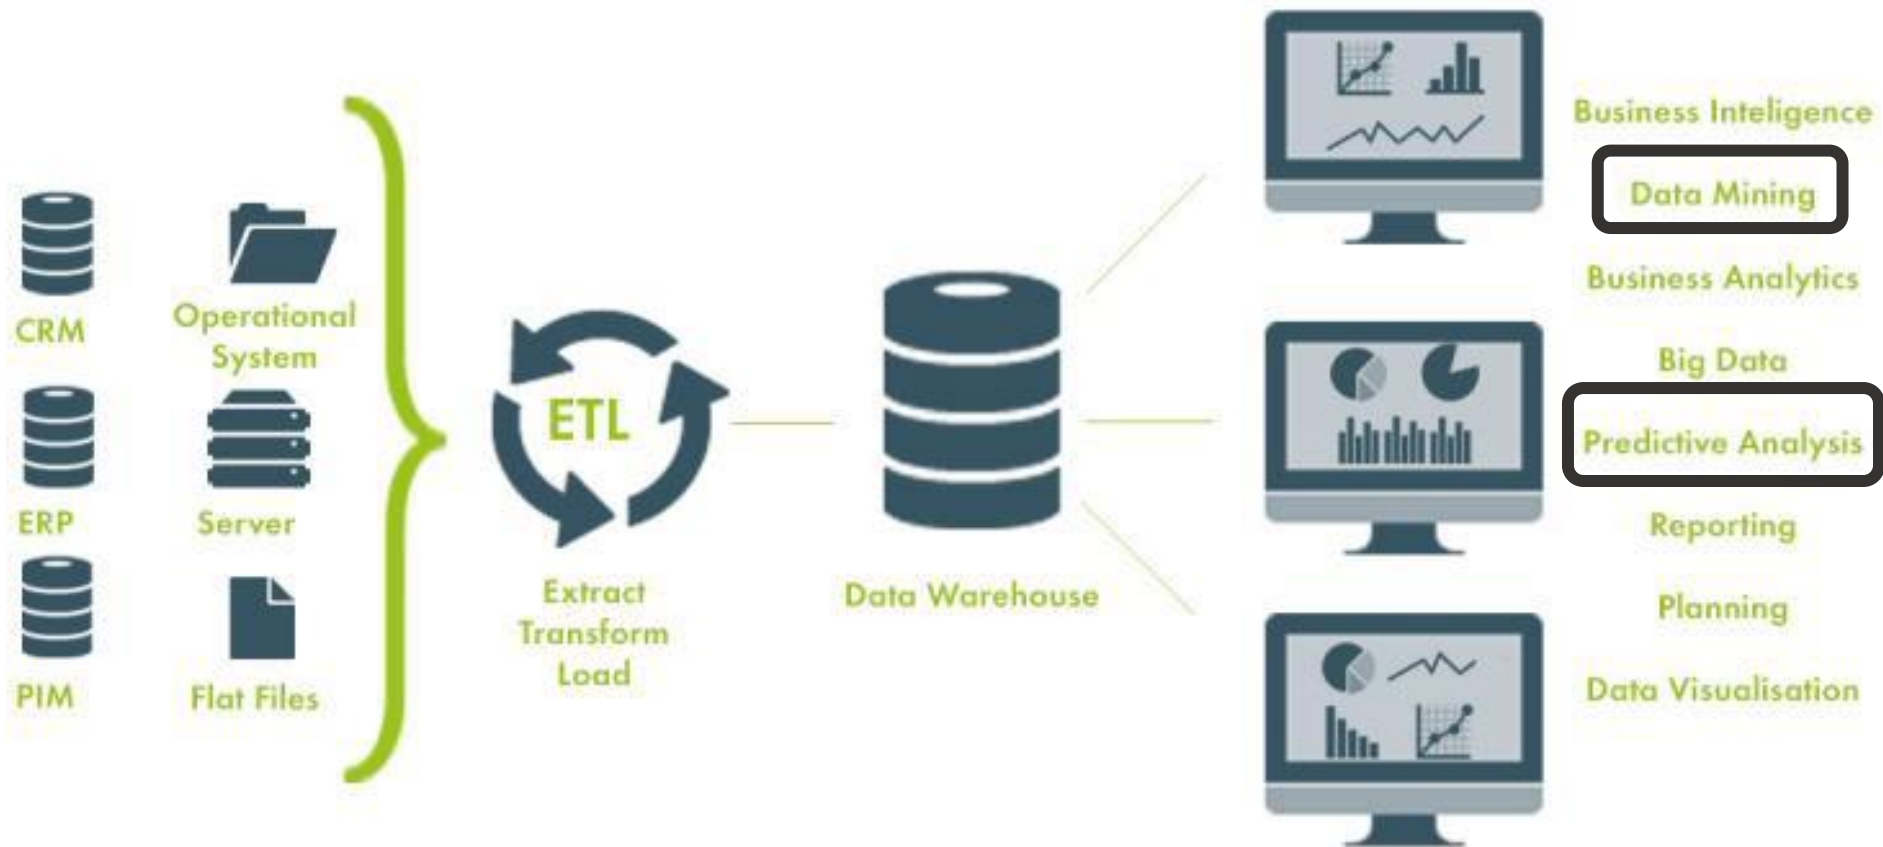 CRM
Operational
System
ERP
Server
PIM
Flat Files
ETL
Extract
Transform
Load
Data Warehouse
Business Inteligence
Data Mining
Business Analytics
Big Data
Predictive Analysis
Reporting
Planning
Data Visualisation